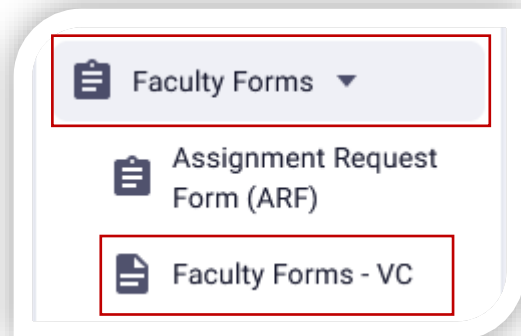 Faculty Forms
Assignment Request
Form (ARF)
Faculty Forms - VC